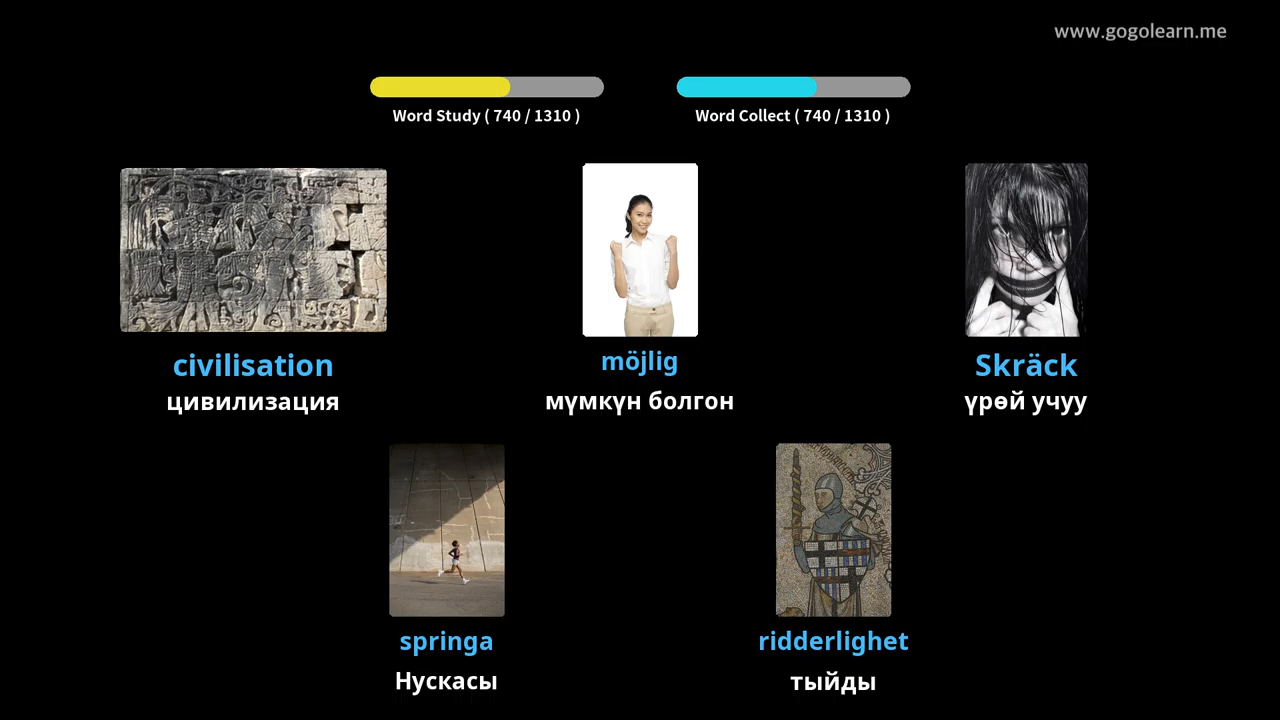 www.gogolearn.me
Word Study ( 740 / 1310 )
Word Collect ( 740 / 1310 )
civilisation
цивилизация
möjlig
мүмкүн болгон
Skräck
үрөй учуу
springa
Нускасы
ridderlighet
тыйды